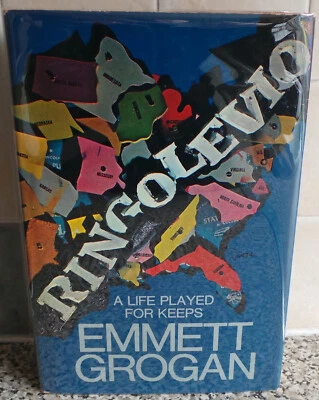 RINGOLEVIO
A LIFE PLAYED
FOR KEEPS
EMMETT
GROGAN